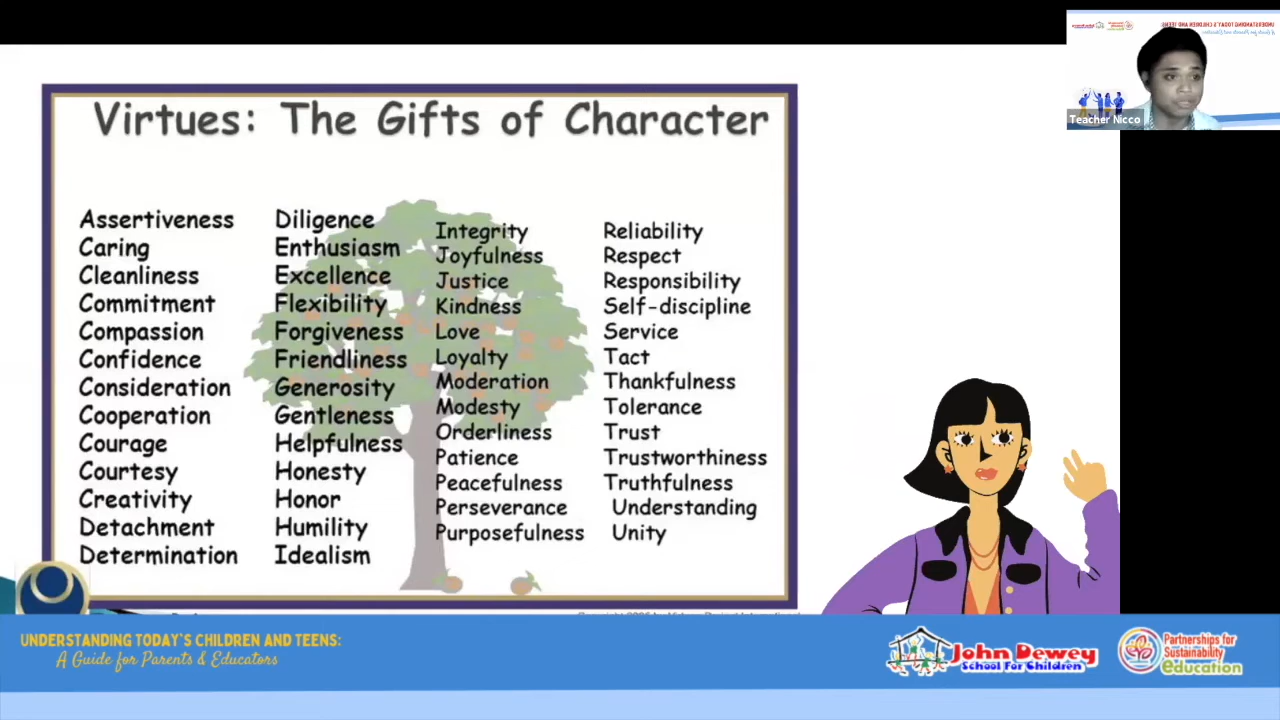 Virtues: The Gifts of Character
Assertiveness
Caring
Cleanliness
Commitment
Compassion
Confidence
Consideration
Cooperation
Courage
Courtesy
Creativity
Detachment
Determination
Diligence
Enthusiasm
Excellence
Flexibility
Forgiveness
Friendliness
Generosity
Gentleness
Helpfulness
Honesty
Honor
Humility
Idealism
Integrity
Joyfulness
Justice
Kindness
Love
Loyalty
Moderation
Modesty
Orderliness
Patience
Peacefulness
Perseverance
Purposefulness
Reliability
Respect
Responsibility
Self-discipline
Service
Tact
Thankfulness
Tolerance
Trust
Trustworthiness
Truthfulness
Understanding
Unity
Teacher Nicco
UNDERSTANDING TODAY'S CHILDREN AND TEENS:
A Guide for Parents & Educators
John Dewey
School For Children
Partnerships for
Sustainability
education